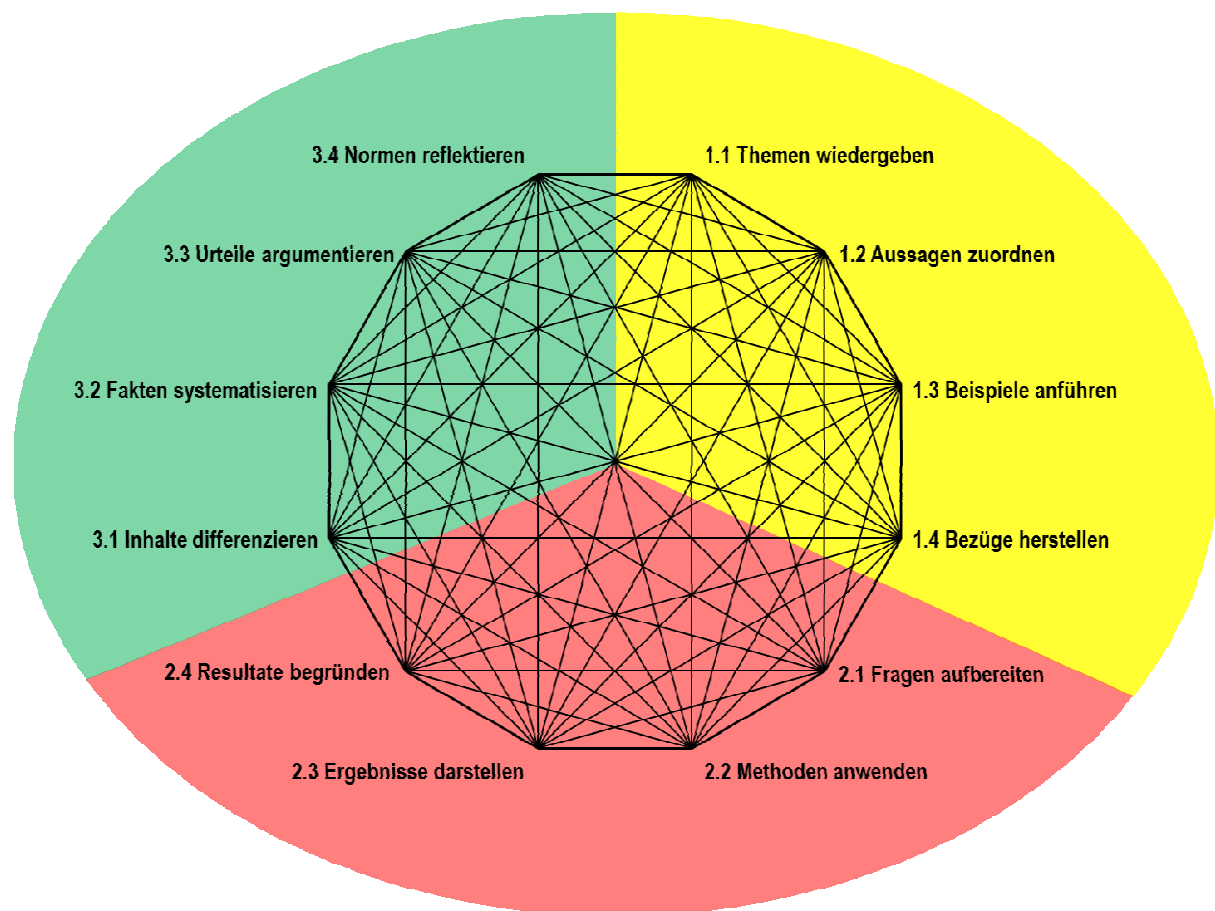 3.4 Normen reflektieren
1.1 Themen wiedergeben
3.3 Urteile argumentieren
1.2 Aussagen zuordnen
3.2 Fakten systematisieren
1.3 Beispiele anführen
3.1 Inhalte differenzieren
1.4 Bezüge herstellen
2.4 Resultate begründen
2.1 Fragen aufbereiten
2.3 Ergebnisse darstellen
2.2 Methoden anwenden